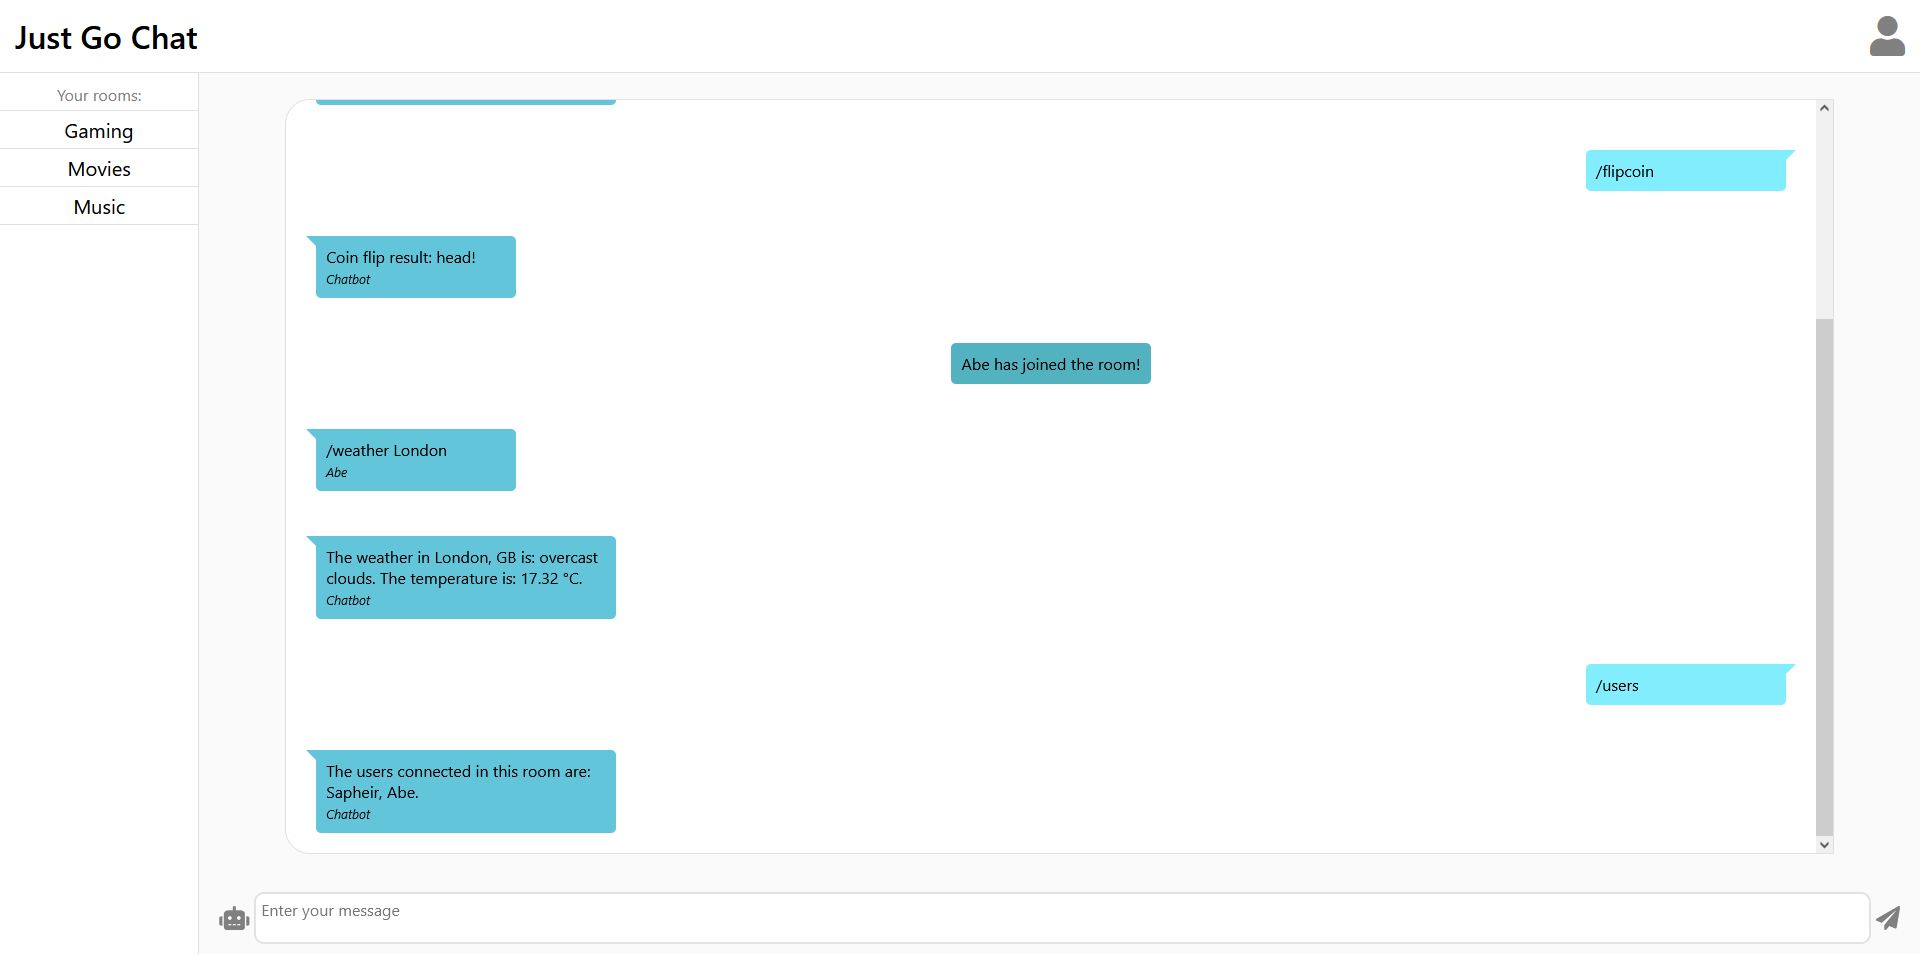 Just Go Chat
Your rooms:
Gaming
Movies
Music
/flipcoin
Coin flip result: head!
Chatbot
Abe has joined the room!
/weather London
Abe
The weather in London, GB is: overcast
clouds. The temperature is: 17.32 °C.
Chatbot
/users
The users connected in this room are:
Sapheir, Abe.
Chatbot
Enter your message